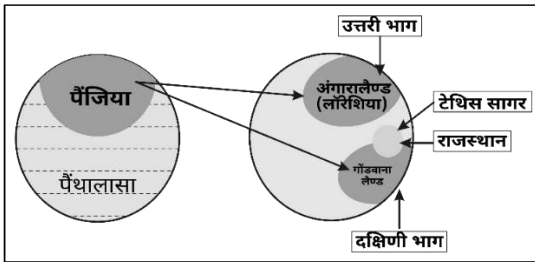 उत्तरी भाग
पैंजिया
अंगारालैण्ड
(लॉरेशिया)
टेथिस सागर
राजस्थान
पैंथालासा
गोंडवाना
लैण्ड
दक्षिणी भाग